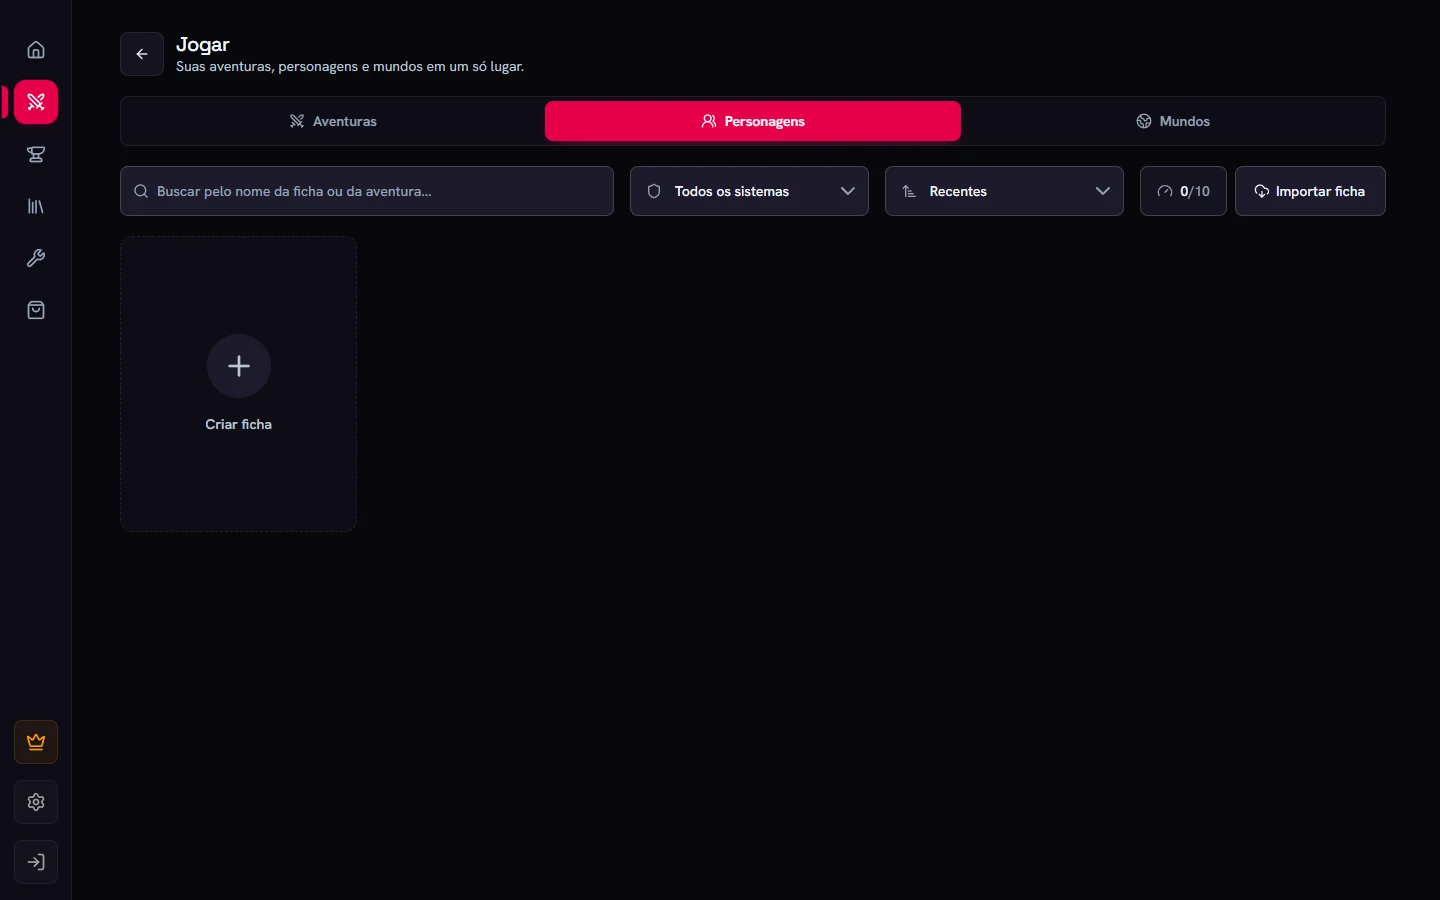 Jogar
Suas aventuras, personagens e mundos em um só lugar.
Aventuras
Personagens
Mundos
Buscar pelo nome da ficha ou da aventura...
Todos os sistemas
Recentes
0/10
Importar ficha
Criar ficha